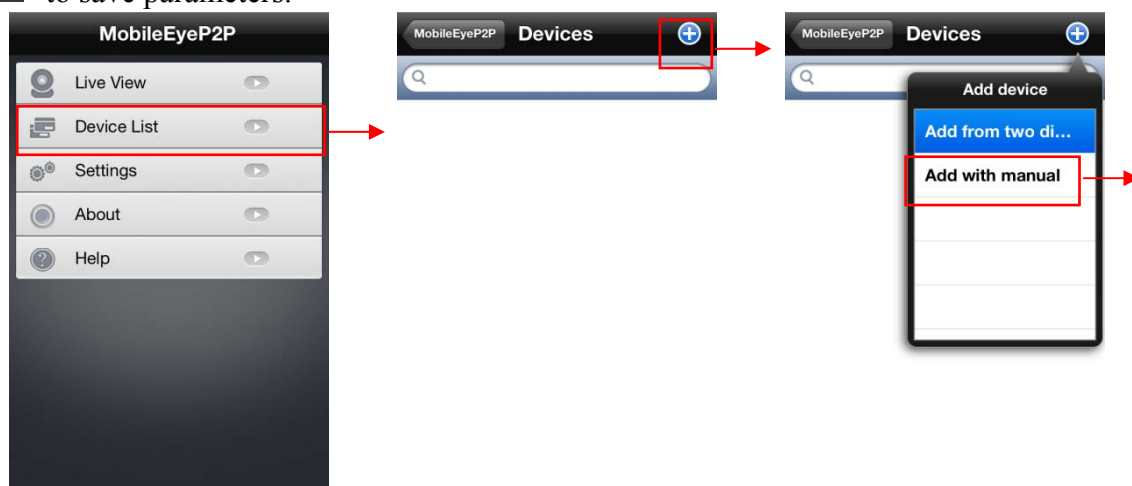 to save parameters.
MobileEyeP2P
Live View
Device List
Settings
About
Help
MobileEyeP2P Devices
MobileEyeP2P Devices
Add device
Add from two di...
Add with manual